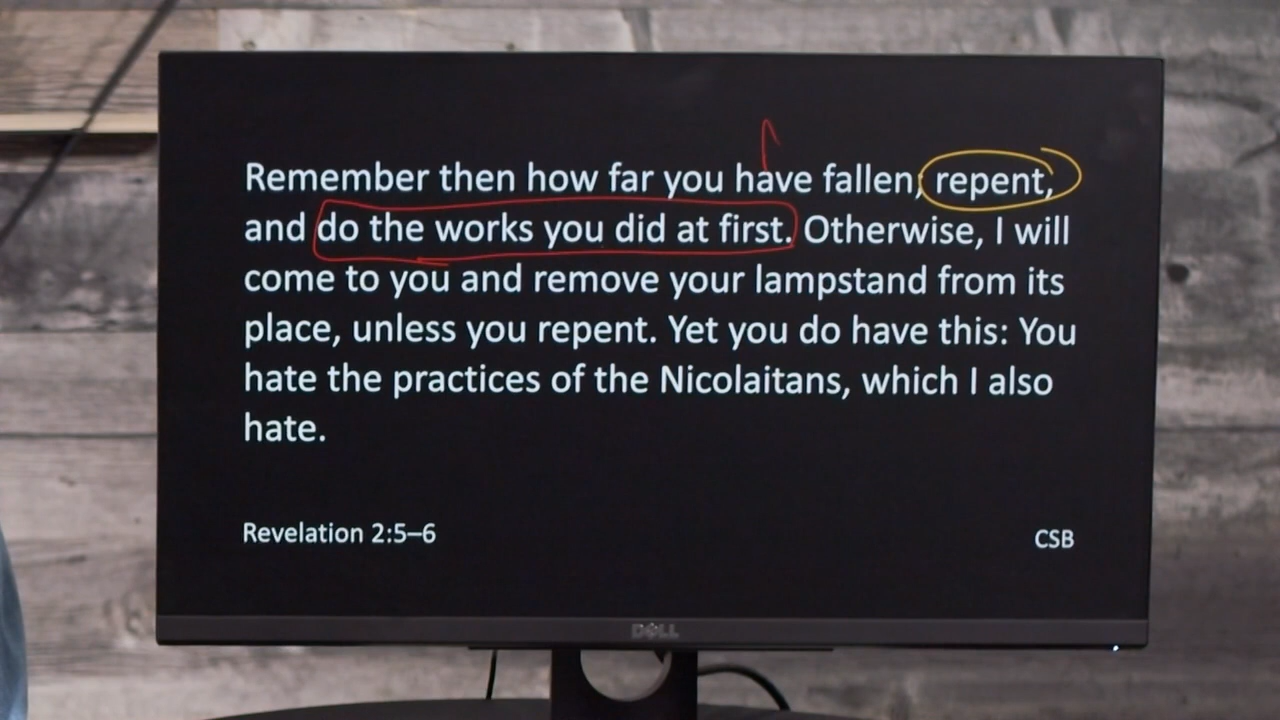 Remember then how far you have fallen; repent,
and do the works you did at first. Otherwise, I will
come to you and remove your lampstand from its
place, unless you repent. Yet you do have this: You
hate the practices of the Nicolaitans, which I also
hate.
Revelation 2:5–6
CSB
DELL